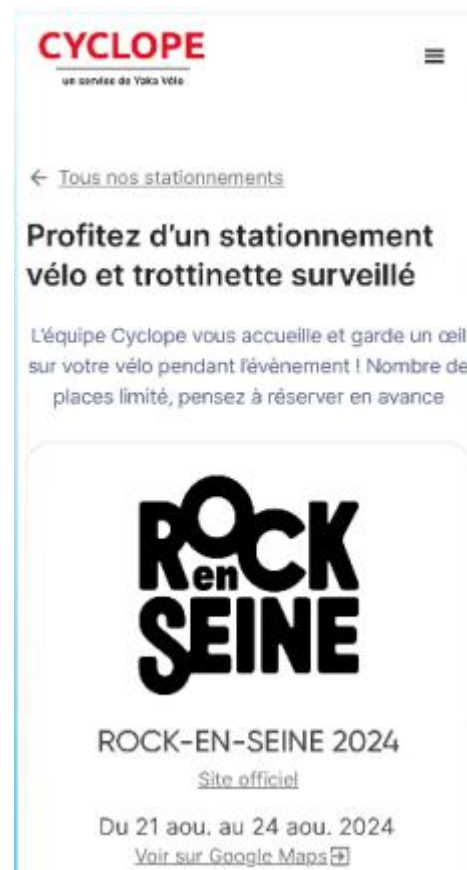 CYCLOPE
un service de Yaka Vélo
← Tous nos stationnements
Profitez d'un stationnement
vélo et trottinette surveillé
L'équipe Cyclope vous accueille et garde un œil
sur votre vélo pendant l'évènement ! Nombre de
places limité, pensez à réserver en avance
ROCK
en
SEINE
ROCK-EN-SEINE 2024
Site officiel
Du 21 aou. au 24 aou. 2024
Voir sur Google Maps